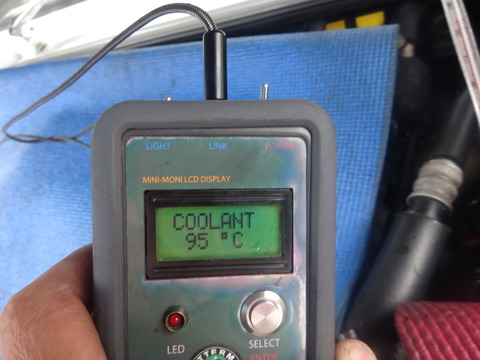 LIGHT LINK POWER
MINI-MONI LCD DISPLAY
COOLANT
95 °C
LED SELECT
ENTER